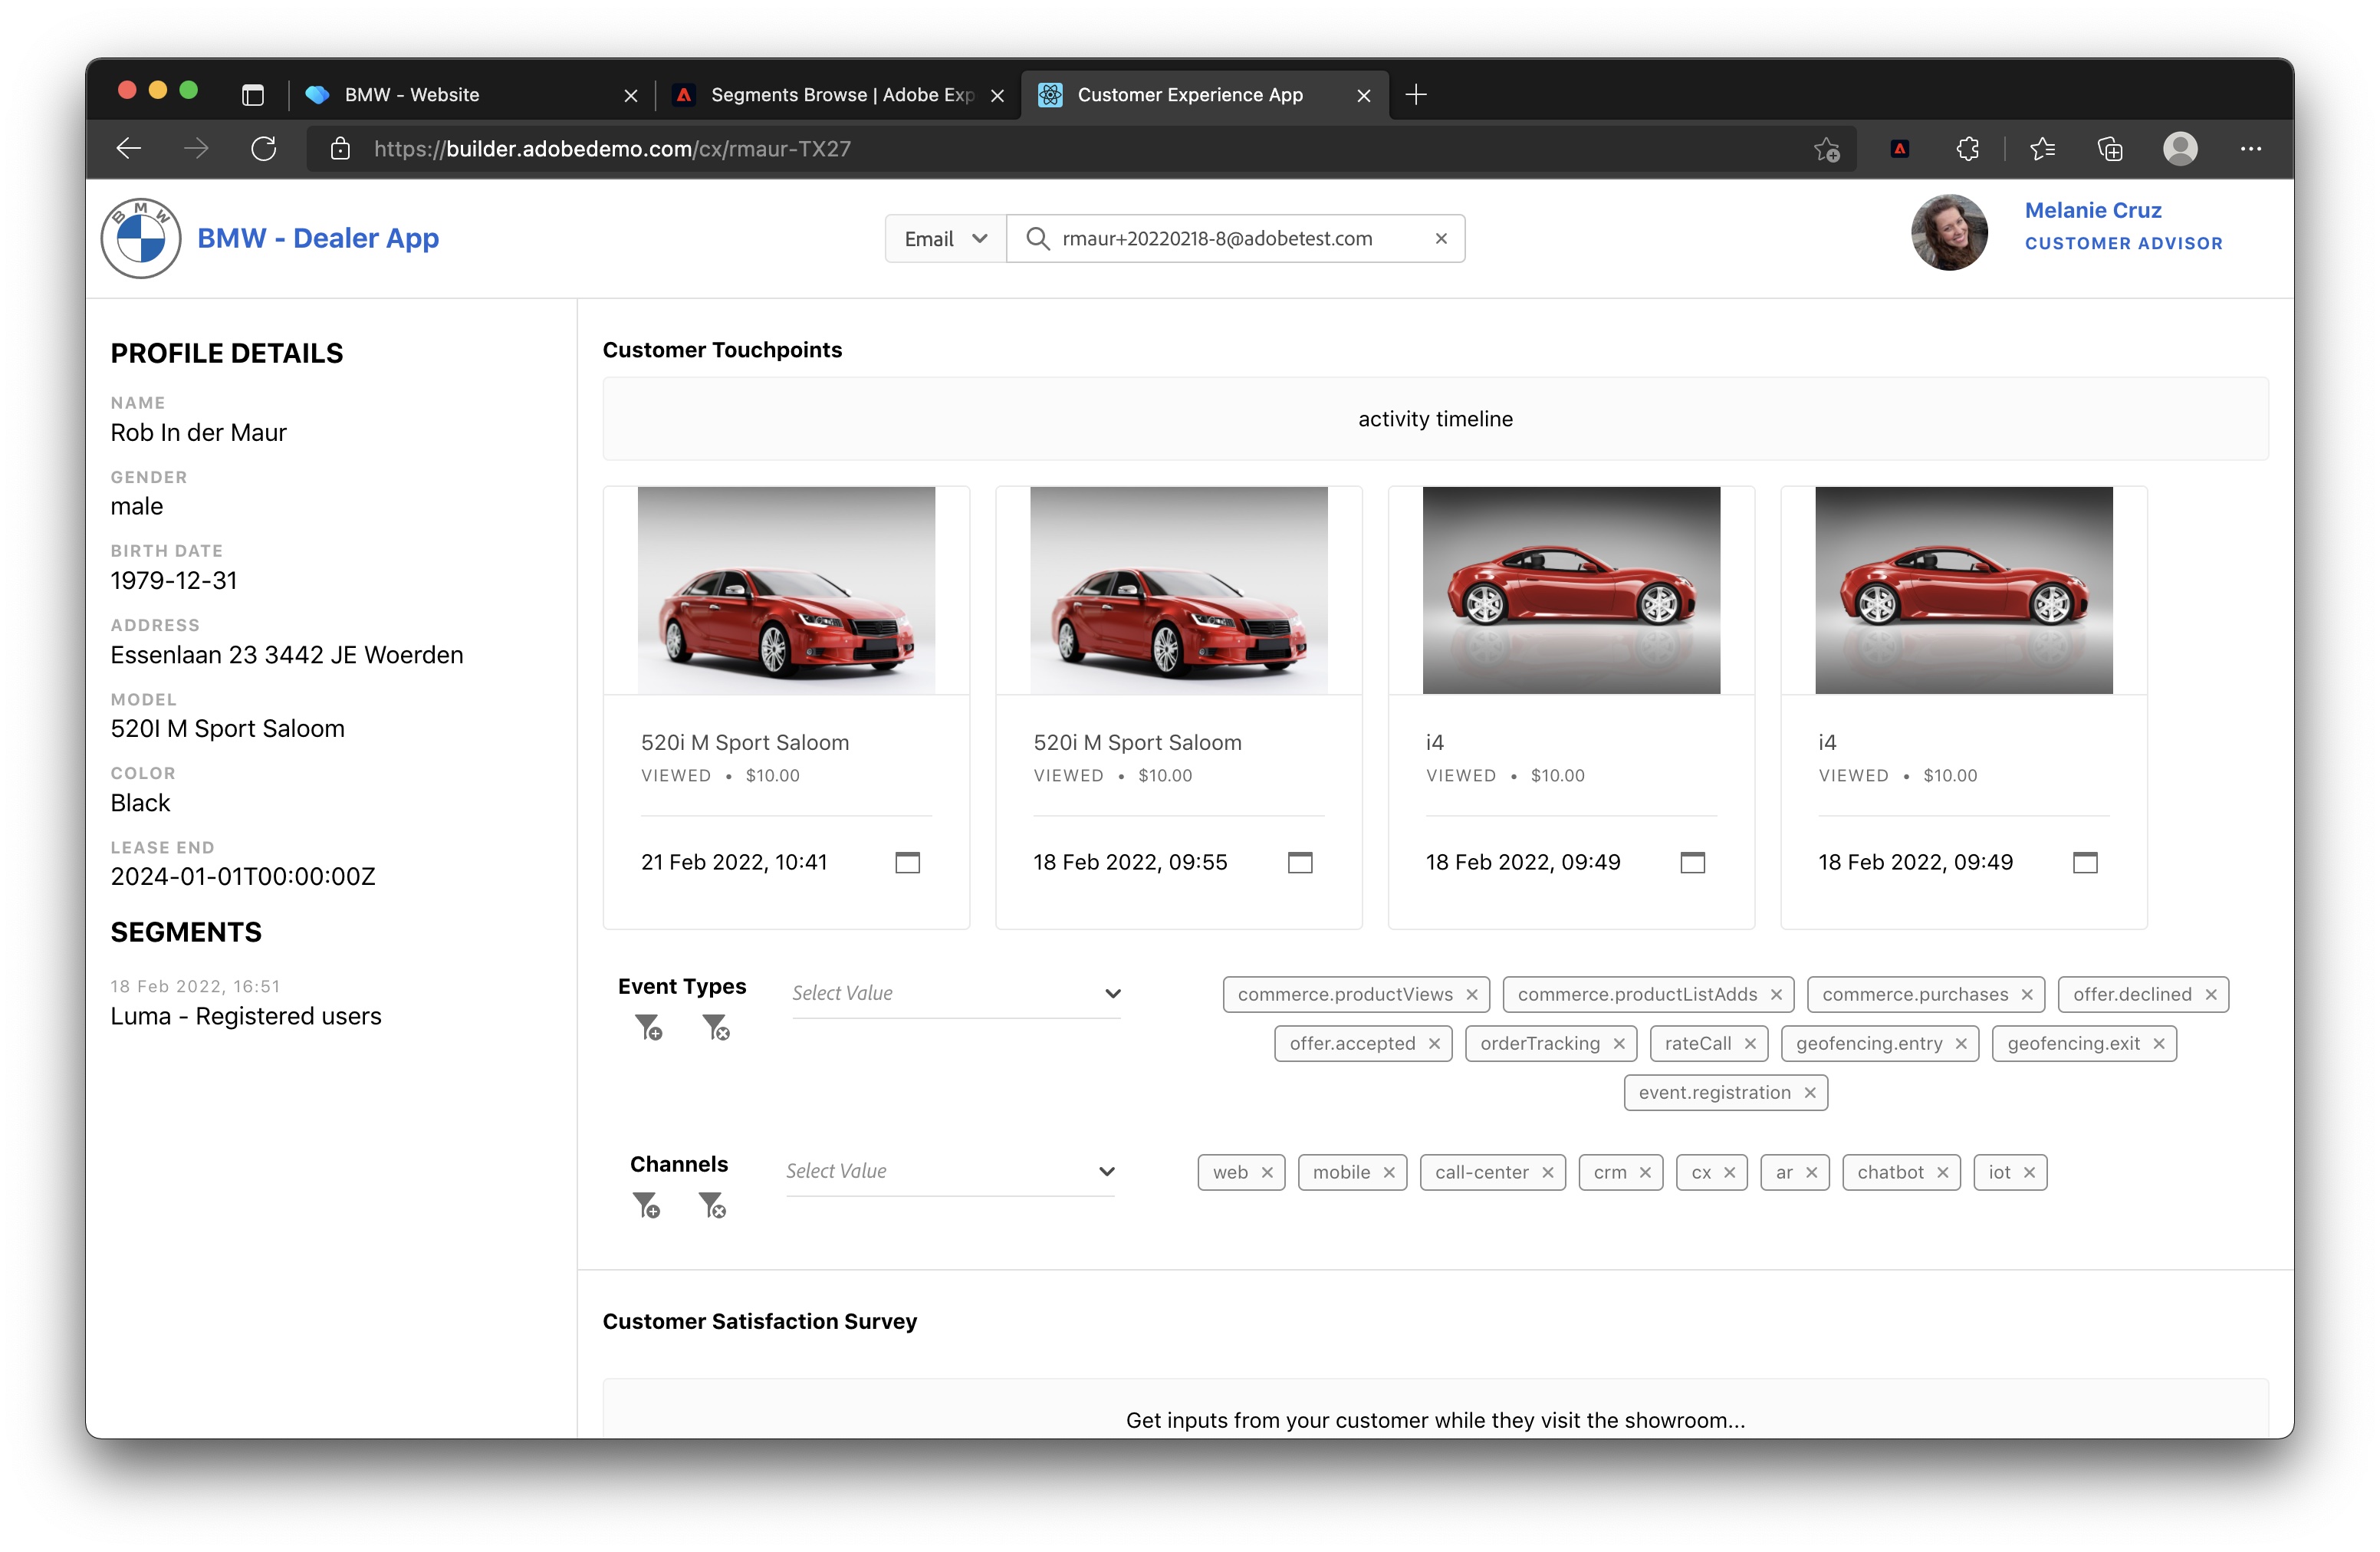 BMW - Website
Segments Browse | Adobe Exp
Customer Experience App
https://builder.adobedemo.com/cx/rmaur-TX27
BMW
BMW - Dealer App
Email
rmaur+20220218-8@adobetest.com
Melanie Cruz
CUSTOMER ADVISOR
PROFILE DETAILS
NAME
Rob In der Maur
GENDER
male
BIRTH DATE
1979-12-31
ADDRESS
Essenlaan 23 3442 JE Woerden
MODEL
520I M Sport Saloom
COLOR
Black
LEASE END
2024-01-01T00:00:00Z
SEGMENTS
18 Feb 2022, 16:51
Luma - Registered users
Customer Touchpoints
activity timeline
520i M Sport Saloom
VIEWED • $10.00
21 Feb 2022, 10:41
520i M Sport Saloom
VIEWED • $10.00
18 Feb 2022, 09:55
i4
VIEWED • $10.00
18 Feb 2022, 09:49
i4
VIEWED • $10.00
18 Feb 2022, 09:49
Event Types
Select Value
commerce.productViews commerce.productListAdds commerce.purchases offer.declined
offer.accepted orderTracking rateCall geofencing.entry geofencing.exit
event.registration
Channels
Select Value
web mobile call-center crm cx ar chatbot iot
Customer Satisfaction Survey
Get inputs from your customer while they visit the showroom...